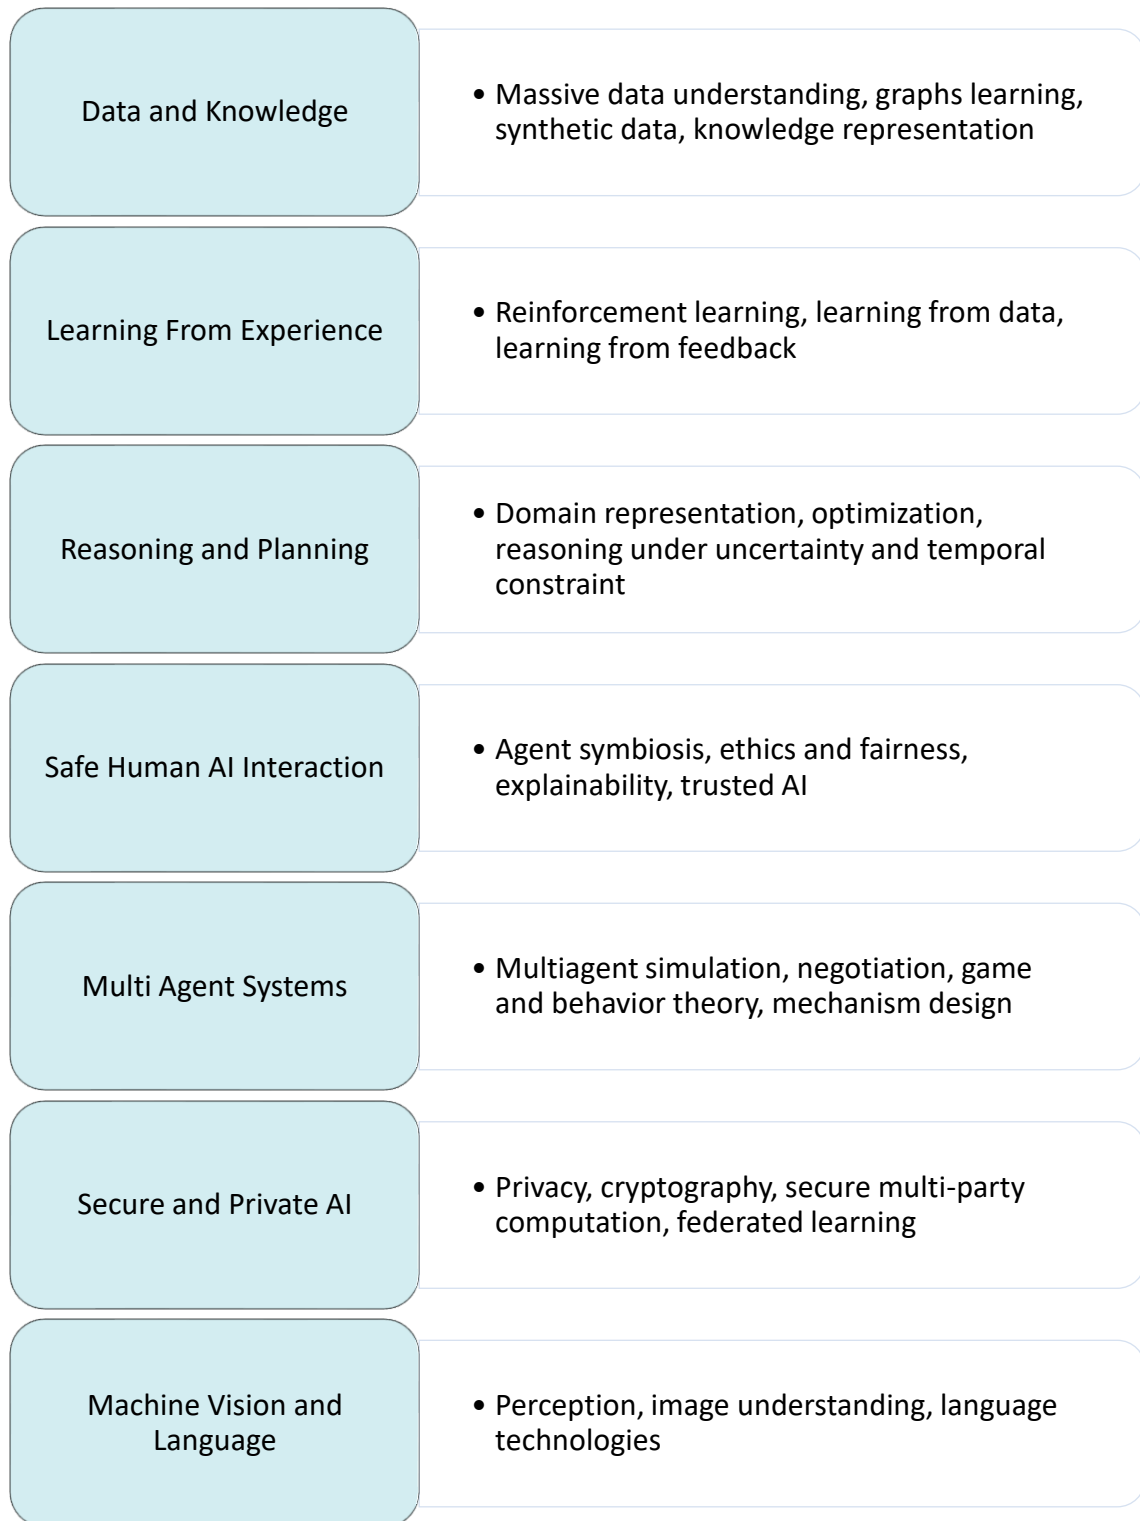 Data and Knowledge
• Massive data understanding, graphs learning,
synthetic data, knowledge representation
Learning From Experience
• Reinforcement learning, learning from data,
learning from feedback
Reasoning and Planning
• Domain representation, optimization,
reasoning under uncertainty and temporal
constraint
Safe Human AI Interaction
• Agent symbiosis, ethics and fairness,
explainability, trusted AI
Multi Agent Systems
• Multiagent simulation, negotiation, game
and behavior theory, mechanism design
Secure and Private AI
• Privacy, cryptography, secure multi-party
computation, federated learning
Machine Vision and
Language
• Perception, image understanding, language
technologies